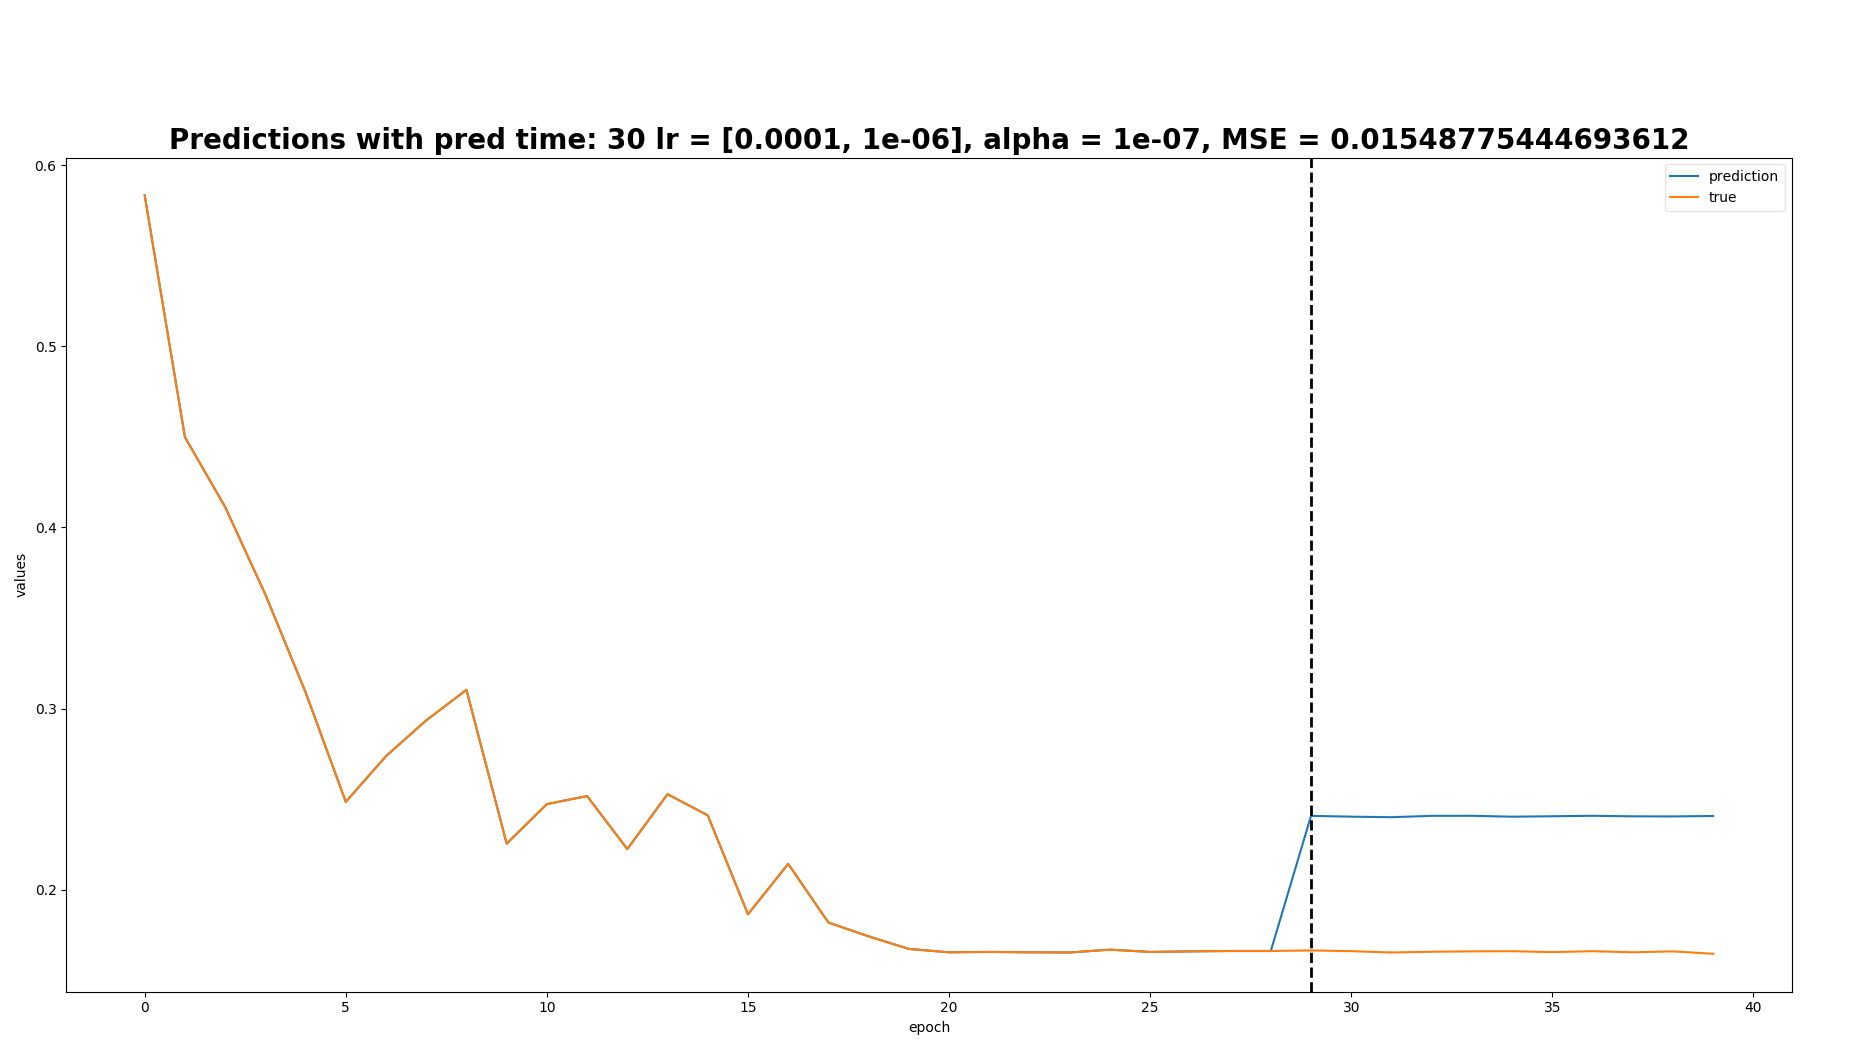 Predictions with pred time: 30 lr = [0.0001, 1e-06], alpha = 1e-07, MSE = 0.01548775444693612
prediction
true
0.6
0.5
0.4
0.3
0.2
values
0 5 10 15 20 25 30 35 40
epoch